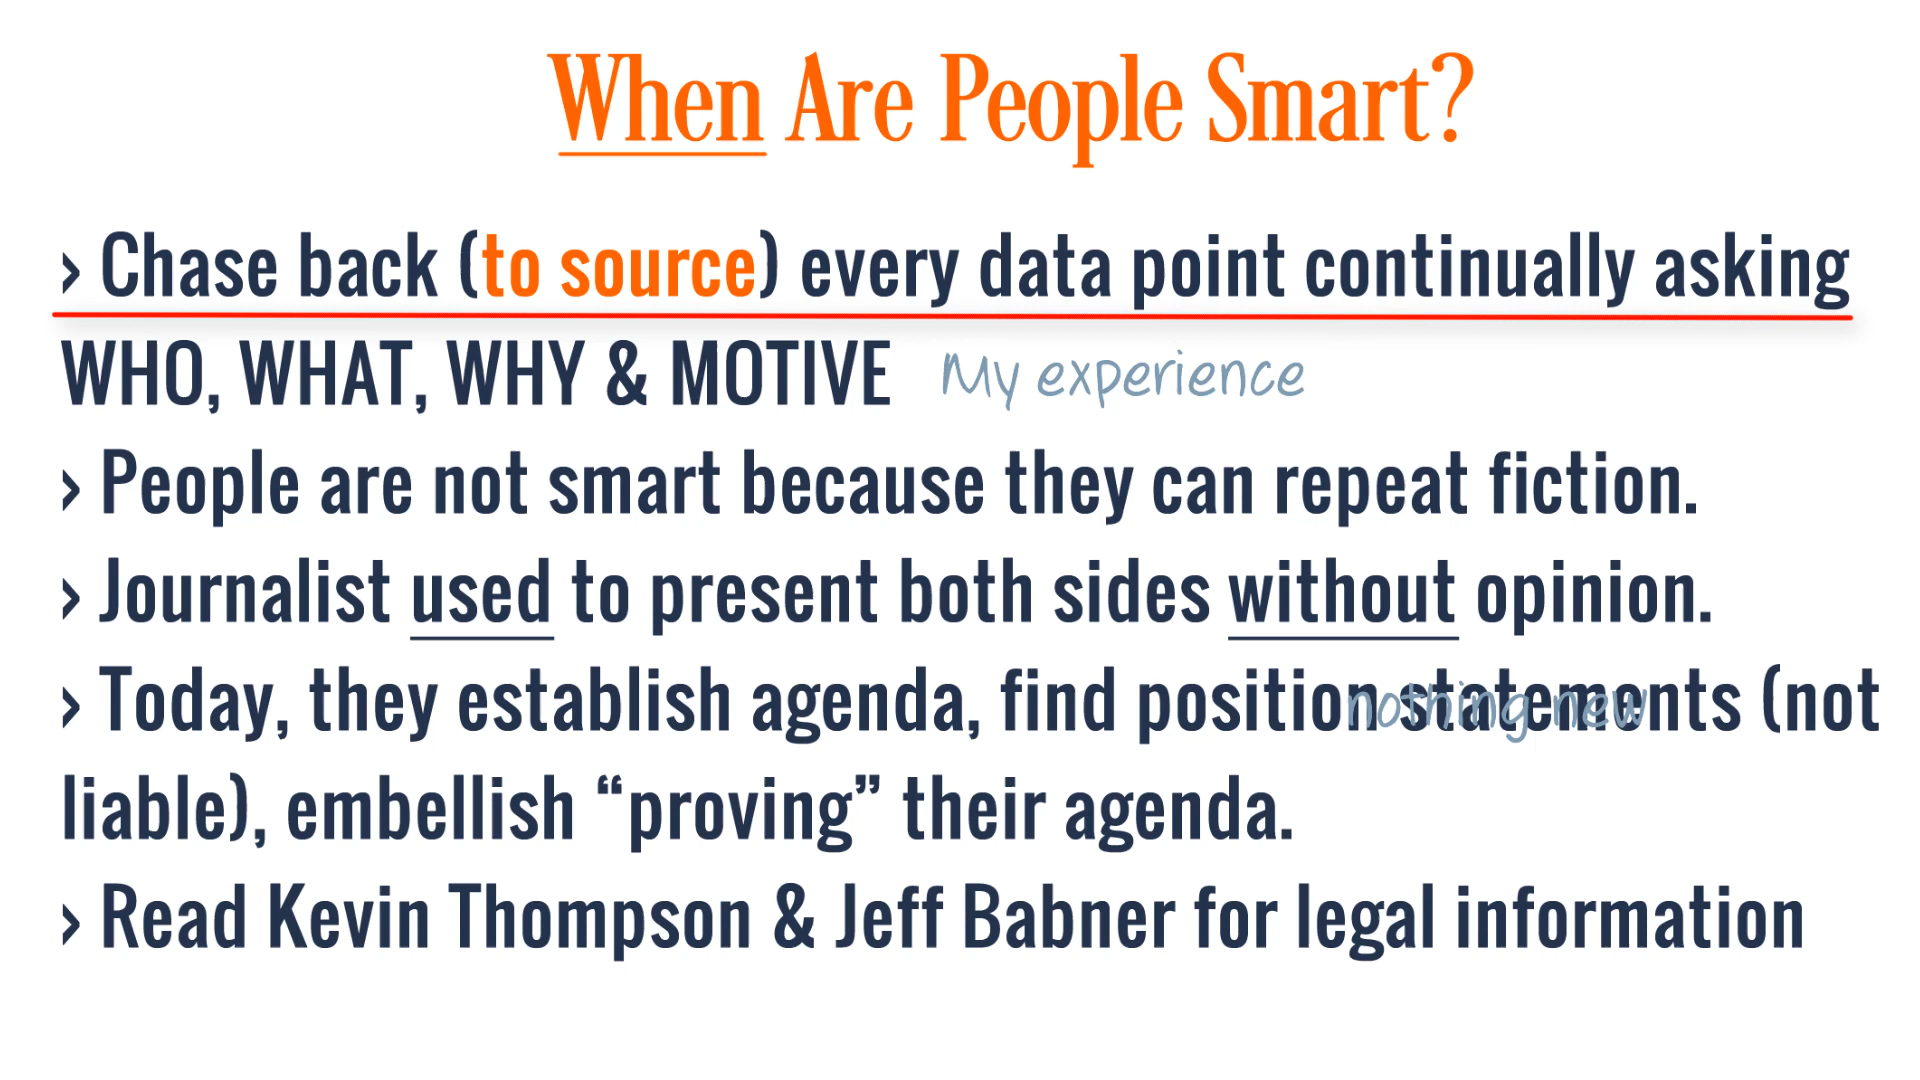 When Are People Smart?
› Chase back (to source) every data point continually asking
WHO, WHAT, WHY & MOTIVE My experience
› People are not smart because they can repeat fiction.
› Journalist used to present both sides without opinion.
› Today, they establish agenda, find position statements (not
nothing new
liable), embellish “proving” their agenda.
› Read Kevin Thompson & Jeff Babner for legal information